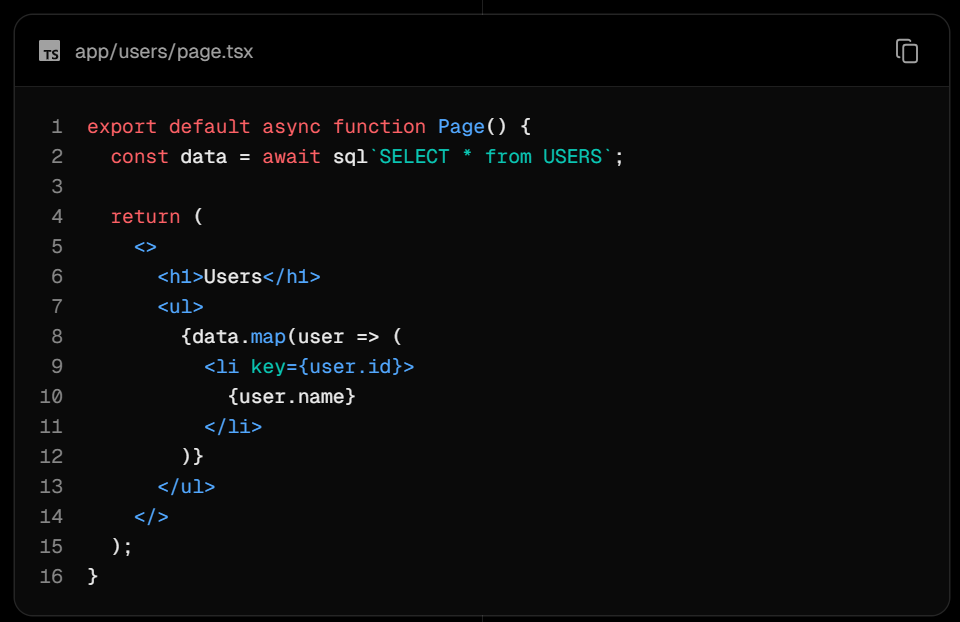 TS app/users/page.tsx
1 export default async function Page() {
2   const data = await sql`SELECT * from USERS`;
3
4   return (
5     <>
6       <h1>Users</h1>
7       <ul>
8         {data.map(user => (
9           <li key={user.id}>
10            {user.name}
11          </li>
12        )}
13      </ul>
14    </>
15  );
16 }